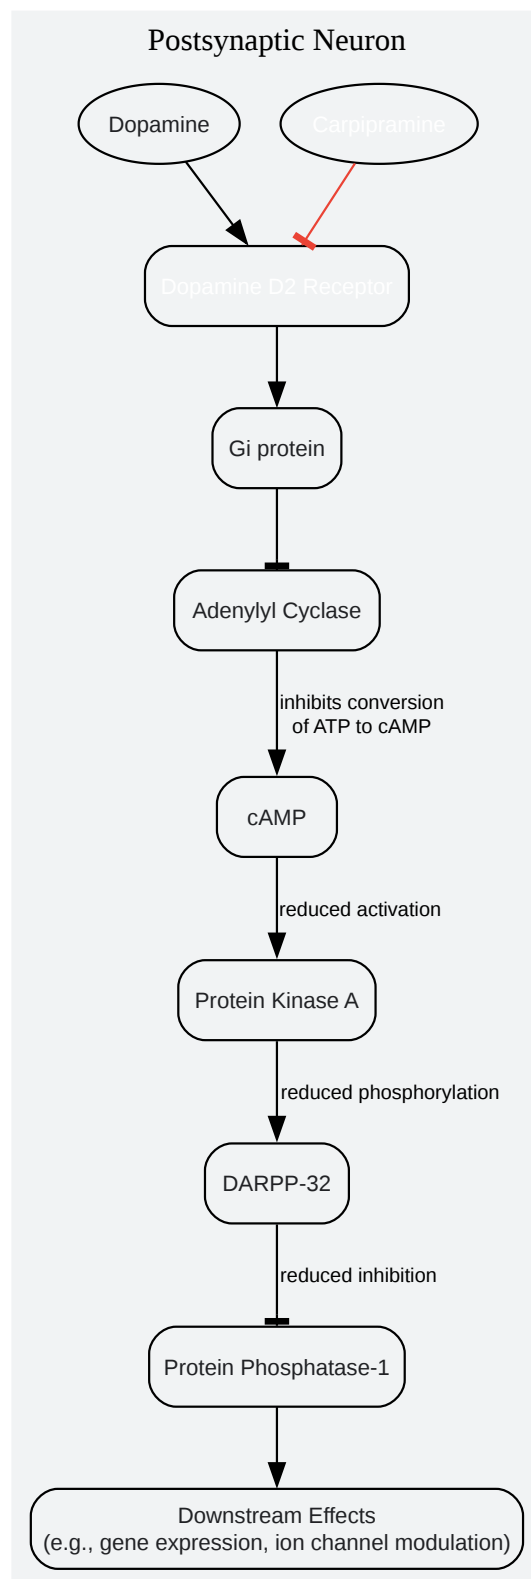 Postsynaptic Neuron
Dopamine
Carpipramine
Dopamine D2 Receptor
Gi protein
Adenylyl Cyclase
inhibits conversion
of ATP to cAMP
cAMP
reduced activation
Protein Kinase A
reduced phosphorylation
DARPP-32
reduced inhibition
Protein Phosphatase-1
Downstream Effects
(e.g., gene expression, ion channel modulation)